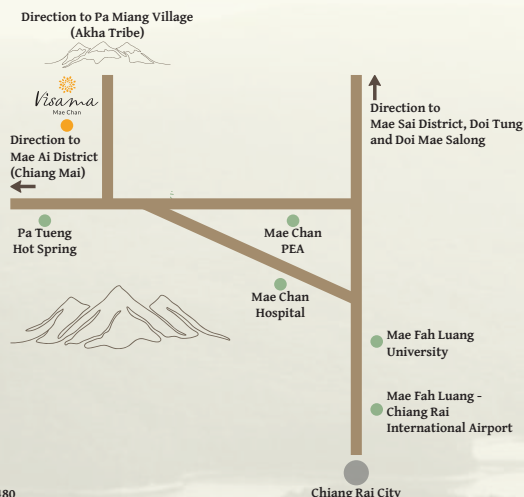 Direction to Pa Miang Village
(Akha Tribe)
Visama
Mae Chan
Direction to
Mae Ai District
(Chiang Mai)
Direction to
Mae Sai District, Doi Tung
and Doi Mae Salong
Pa Tueng
Hot Spring
Mae Chan
PEA
Mae Chan
Hospital
Mae Fah Luang
University
Mae Fah Luang -
Chiang Rai
International Airport
Chiang Rai City
480